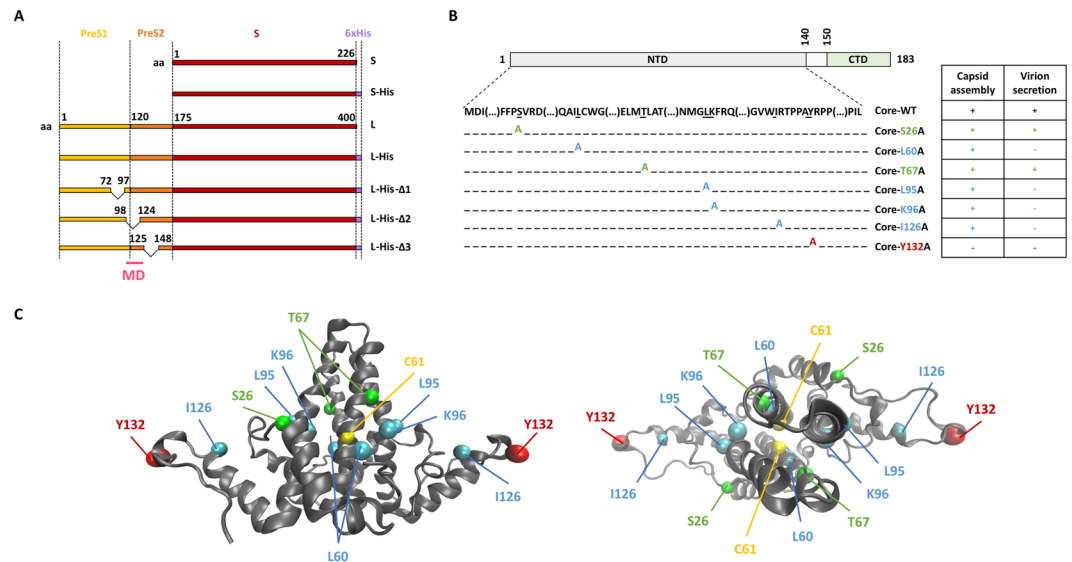 A
PreS1 PreS2 S 6xHis
aa 1 226 S
S-His
aa 1 120 175 400 L
L-His
72 97 L-His-Δ1
98 124 L-His-Δ2
125 148 L-His-Δ3
MD
B
140 150
1 NTD CTD 183
Capsid assembly Virion secretion
MDI(...)FFPSVRD(...)QAILCWG(...)ELMTLAT(...)NMGLKFRQ(...)GVWIRTPPAYRPP(...)PIL Core-WT + +
A Core-S26A + +
A Core-L60A + -
A Core-T67A + +
A Core-L95A + -
A Core-K96A + -
A Core-I126A + -
A Core-Y132A - -
C
T67
K96 C61
L95 L95
S26 K96
I126
Y132 Y132
I126
L60
C61
L60 S26
T67
K96 I126
L95
Y132 Y132
L95
I126 K96
S26 T67
L60
C61